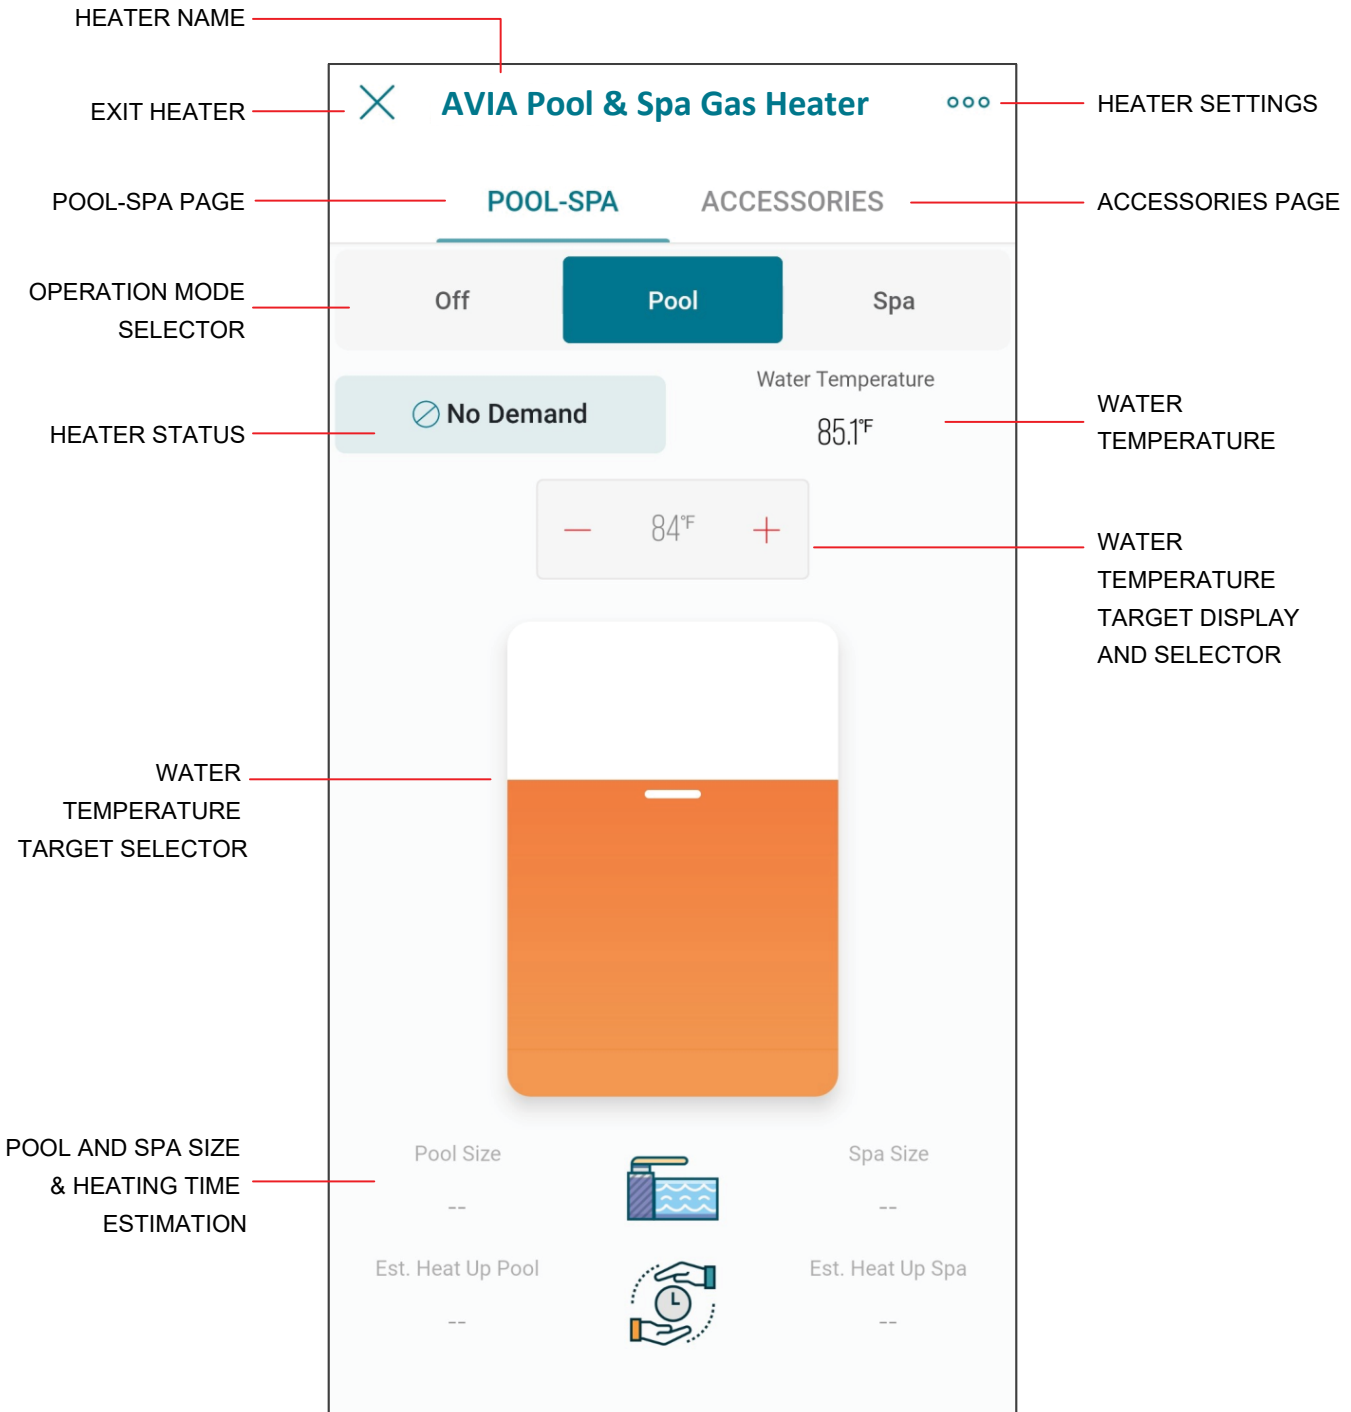 HEATER NAME
EXIT HEATER
AVIA Pool & Spa Gas Heater
HEATER SETTINGS
POOL-SPA PAGE
POOL-SPA
ACCESSORIES
ACCESSORIES PAGE
OPERATION MODE
SELECTOR
Off
Pool
Spa
HEATER STATUS
No Demand
Water Temperature
85.1°F
WATER
TEMPERATURE
84°F
WATER
TEMPERATURE
TARGET DISPLAY
AND SELECTOR
WATER
TEMPERATURE
TARGET SELECTOR
POOL AND SPA SIZE
& HEATING TIME
ESTIMATION
Pool Size
--
Spa Size
--
Est. Heat Up Pool
--
Est. Heat Up Spa
--